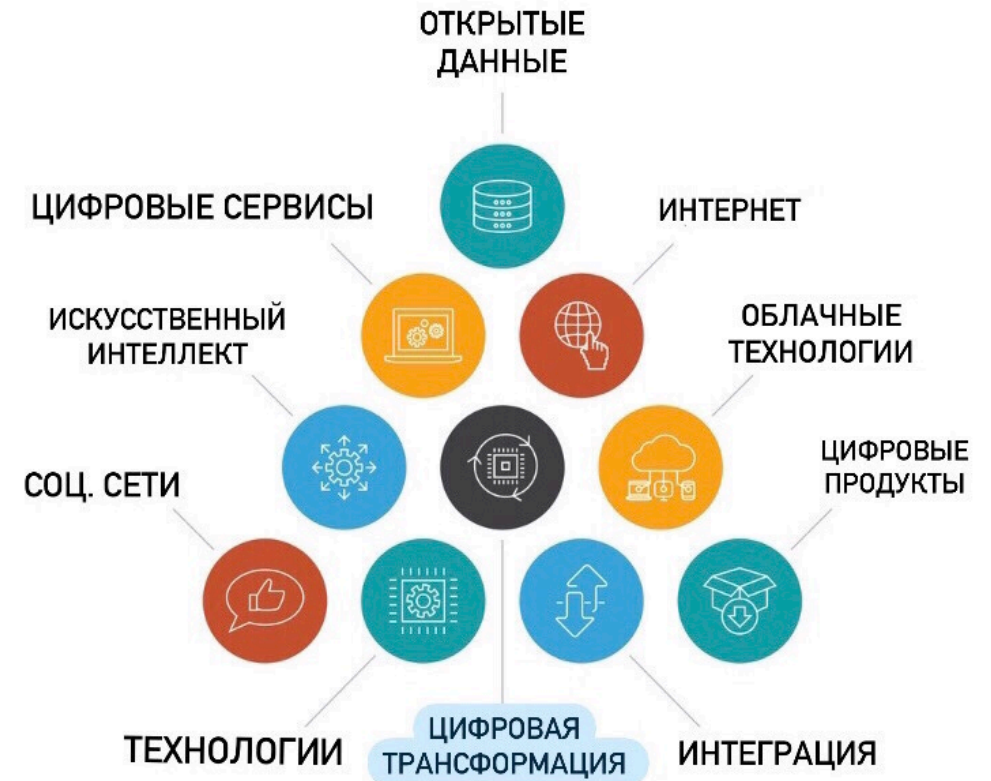 ОТКРЫТЫЕ
ДАННЫЕ
ЦИФРОВЫЕ СЕРВИСЫ
ИНТЕРНЕТ
ИСКУССТВЕННЫЙ
ИНТЕЛЛЕКТ
ОБЛАЧНЫЕ
ТЕХНОЛОГИИ
СОЦ. СЕТИ
ЦИФРОВЫЕ
ПРОДУКТЫ
ТЕХНОЛОГИИ
ЦИФРОВАЯ
ТРАНСФОРМАЦИЯ
ИНТЕГРАЦИЯ